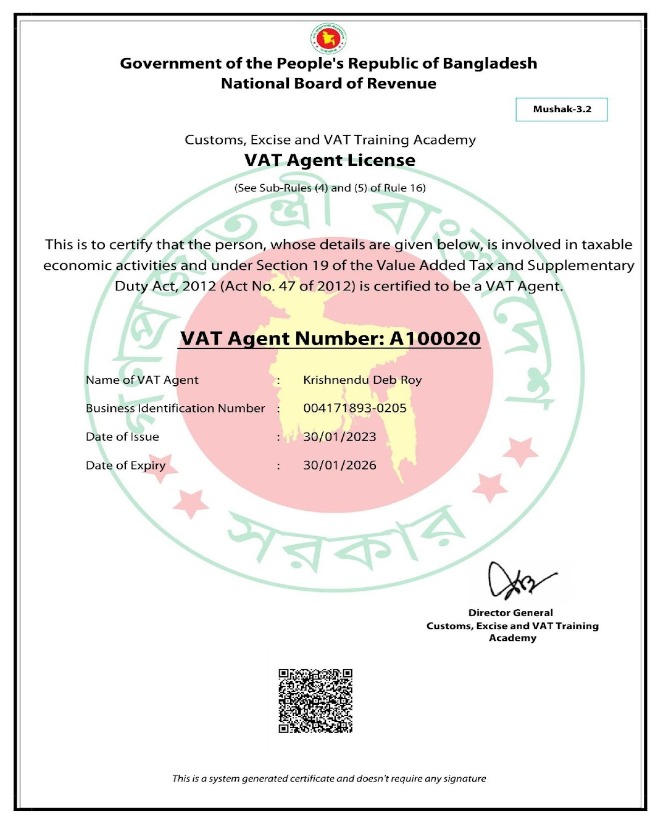 Government of the People's Republic of Bangladesh
National Board of Revenue
Mushak-3.2
Customs, Excise and VAT Training Academy
VAT Agent License
(See Sub-Rules (4) and (5) of Rule 16)
This is to certify that the person, whose details are given below, is involved in taxable
economic activities and under Section 19 of the Value Added Tax and Supplementary
Duty Act, 2012 (Act No. 47 of 2012) is certified to be a VAT Agent.
VAT Agent Number: A100020
Name of VAT Agent : Krishnendu Deb Roy
Business Identification Number : 004171893-0205
Date of Issue : 30/01/2023
Date of Expiry : 30/01/2026
গণপ্রজাতন্ত্রী বাংলাদেশ
সরকার
Director General
Customs, Excise and VAT Training
Academy
This is a system generated certificate and doesn't require any signature